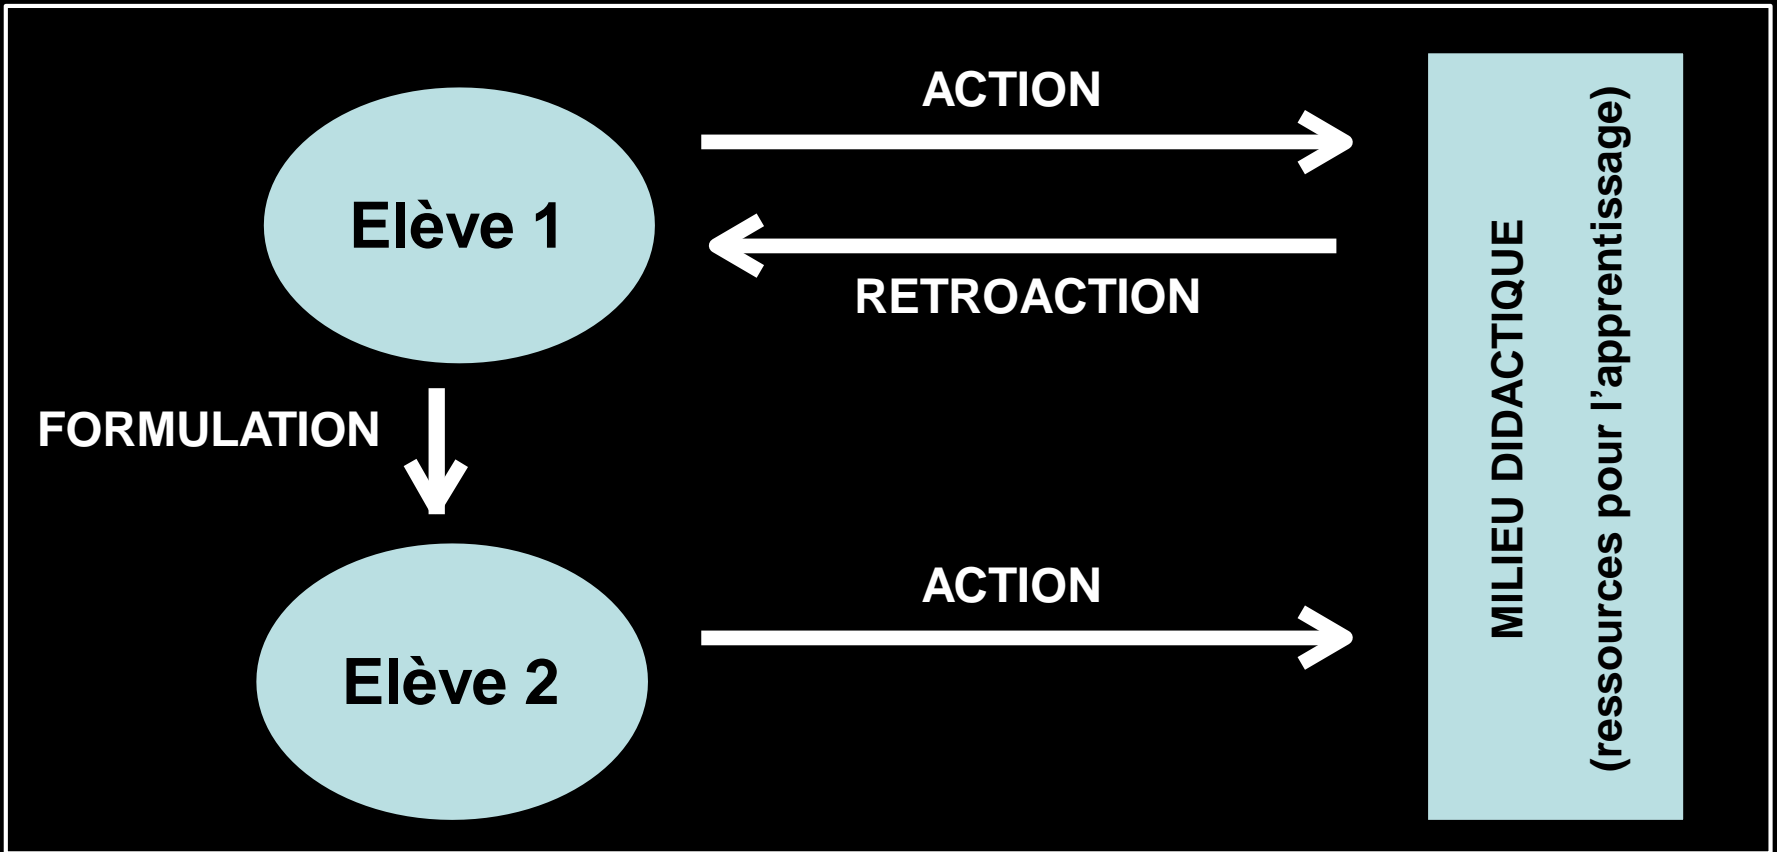 ACTION
Elève 1
RETROACTION
FORMULATION
ACTION
Elève 2
MILIEU DIDACTIQUE
(ressources pour l’apprentissage)